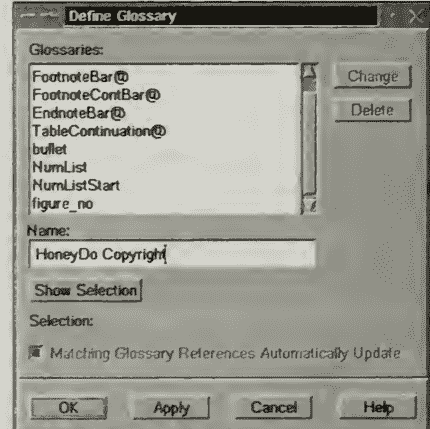 Define Glossary
Glossaries:
FootnoteBar@
FootnoteContBar@
EndnoteBar@
TableContinuation@
bullet
NumList
NumListStart
figure_no
Change
Delete
Name:
HoneyDo Copyright
Show Selection
Selection:
Matching Glossary References Automatically Update
OK Apply Cancel Help